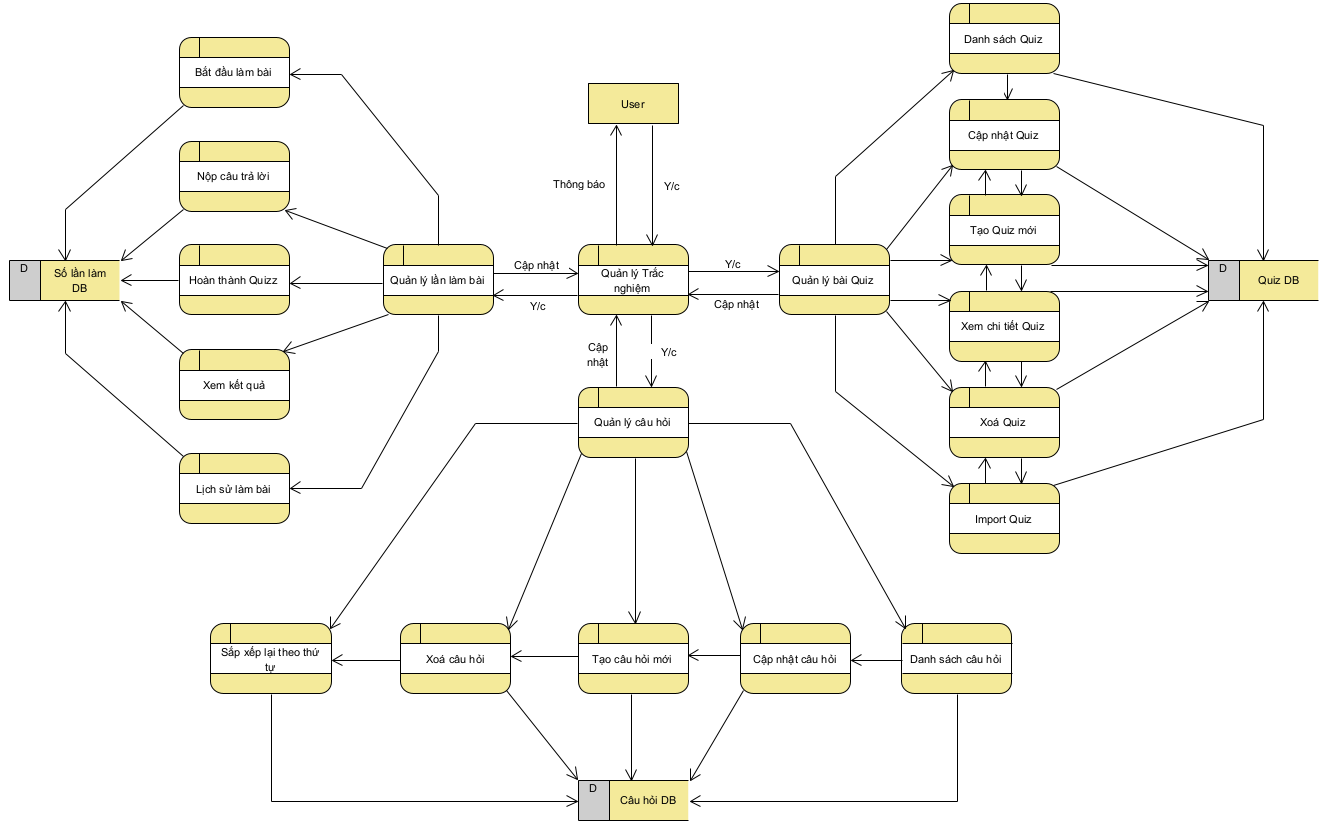 Danh sách Quiz
Bắt đầu làm bài
User
Cập nhật Quiz
Nộp câu trả lời
Thông báo
Y/c
Tạo Quiz mới
D
Số lần làm
DB
Hoàn thành Quizz
Quản lý lần làm bài
Cập nhật
Y/c
Quản lý Trắc
nghiệm
Y/c
Cập nhật
Quản lý bài Quiz
D
Quiz DB
Xem chi tiết Quiz
Cập
nhật
Y/c
Xem kết quả
Quản lý câu hỏi
Xoá Quiz
Lịch sử làm bài
Import Quiz
Sắp xếp lại theo thứ
tự
Xoá câu hỏi
Tạo câu hỏi mới
Cập nhật câu hỏi
Danh sách câu hỏi
D
Câu hỏi DB